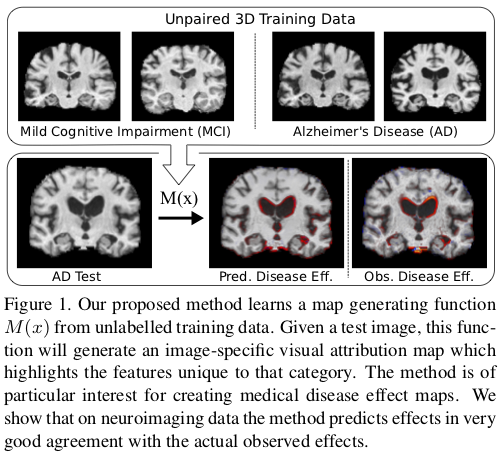 Unpaired 3D Training Data
Mild Cognitive Impairment (MCI)
Alzheimer's Disease (AD)
M(x)
AD Test
Pred. Disease Eff.
Obs. Disease Eff.
Figure 1. Our proposed method learns a map generating function
M(x) from unlabelled training data. Given a test image, this func-
tion will generate an image-specific visual attribution map which
highlights the features unique to that category. The method is of
particular interest for creating medical disease effect maps. We
show that on neuroimaging data the method predicts effects in very
good agreement with the actual observed effects.